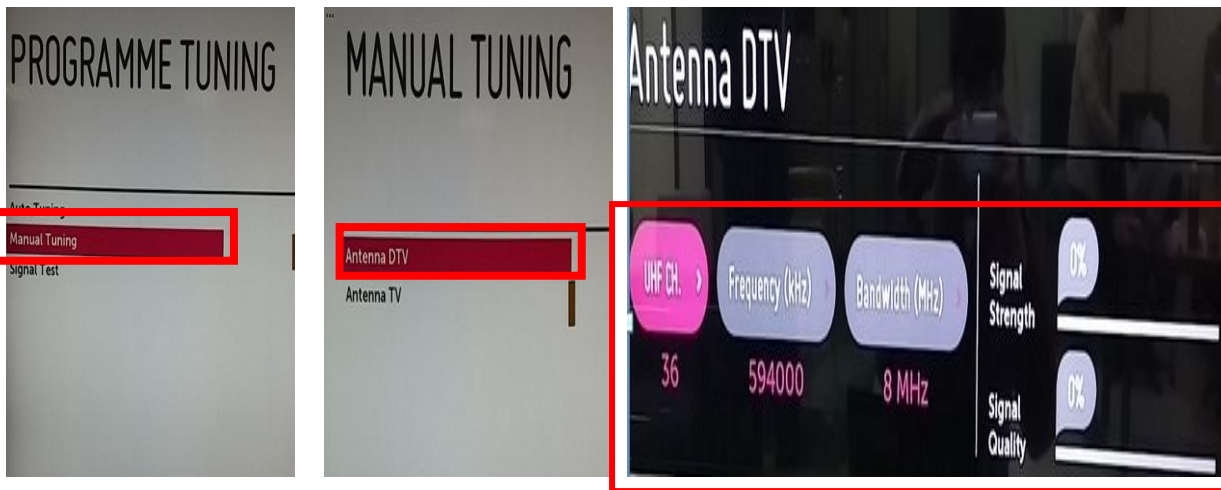 PROGRAMME TUNING
Auto Tuning
Manual Tuning
Signal Test
...
MANUAL TUNING
Antenna DTV
Antenna TV
Antenna DTV
UHF CH. >
Frequency (kHz) >
Bandwidth (MHz) >
36
594000
8 MHz
Signal
Strength
0%
Signal
Quality
0%